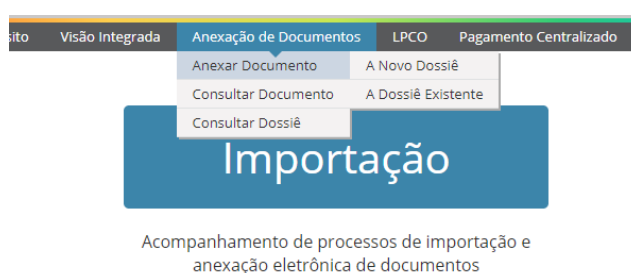 Visão Integrada Anexação de Documentos LPCO Pagamento Centralizado
Anexar Documento A Novo Dossiê
Consultar Documento A Dossiê Existente
Consultar Dossiê
Importação
Acompanhamento de processos de importação e
anexação eletrônica de documentos